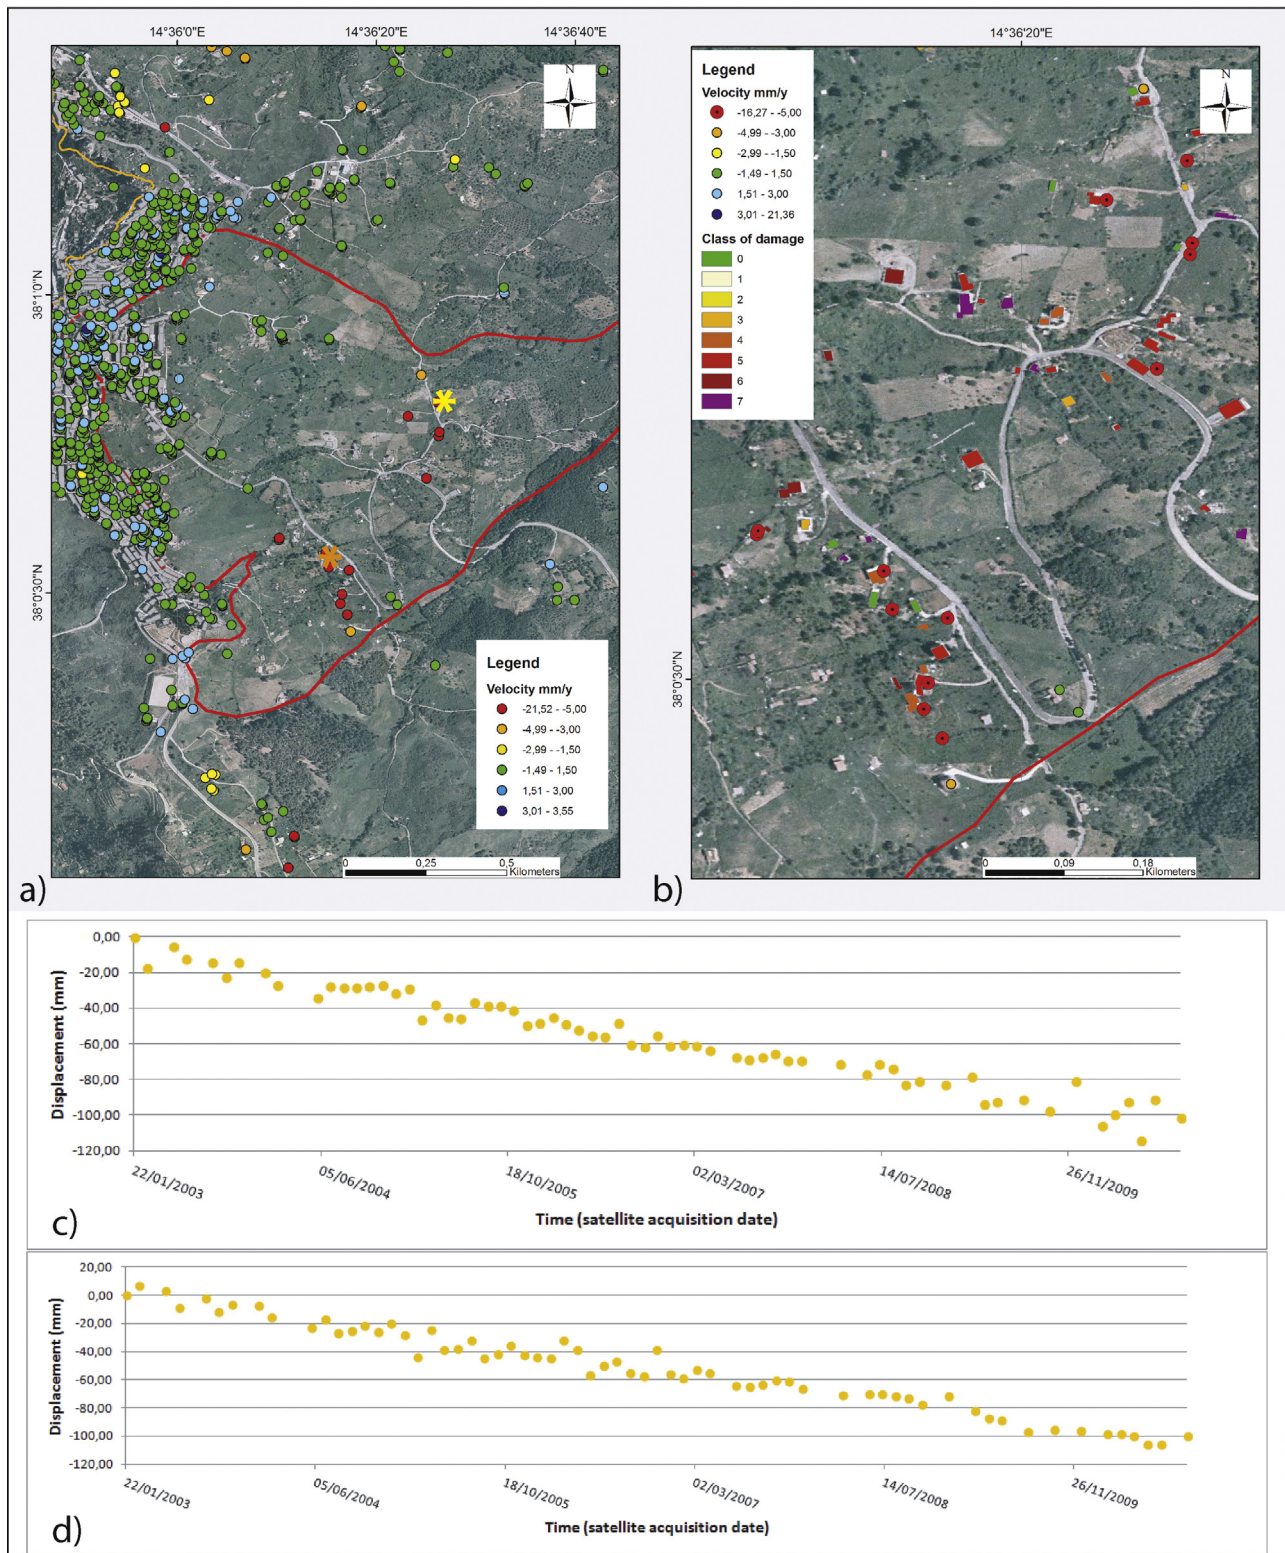 14°36'0"E
14°36'20"E
14°36'40"E
38°1'0"N
38°0'30"N
N
Legend
Velocity mm/y
-21,52 - -5,00
-4,99 - -3,00
-2,99 - -1,50
-1,49 - 1,50
1,51 - 3,00
3,01 - 3,55
0
0,25
0,5
Kilometers
a)
14°36'20"E
38°0'30"N
N
Legend
Velocity mm/y
-16,27 - -5,00
-4,99 - -3,00
-2,99 - -1,50
-1,49 - 1,50
1,51 - 3,00
3,01 - 21,36
Class of damage
0
1
2
3
4
5
6
7
0
0,09
0,18
Kilometers
b)
Displacement (mm)
0,00
-20,00
-40,00
-60,00
-80,00
-100,00
-120,00
22/01/2003
05/06/2004
18/10/2005
02/03/2007
14/07/2008
26/11/2009
Time (satellite acquisition date)
c)
Displacement (mm)
20,00
0,00
-20,00
-40,00
-60,00
-80,00
-100,00
-120,00
22/01/2003
05/06/2004
18/10/2005
02/03/2007
14/07/2008
26/11/2009
Time (satellite acquisition date)
d)